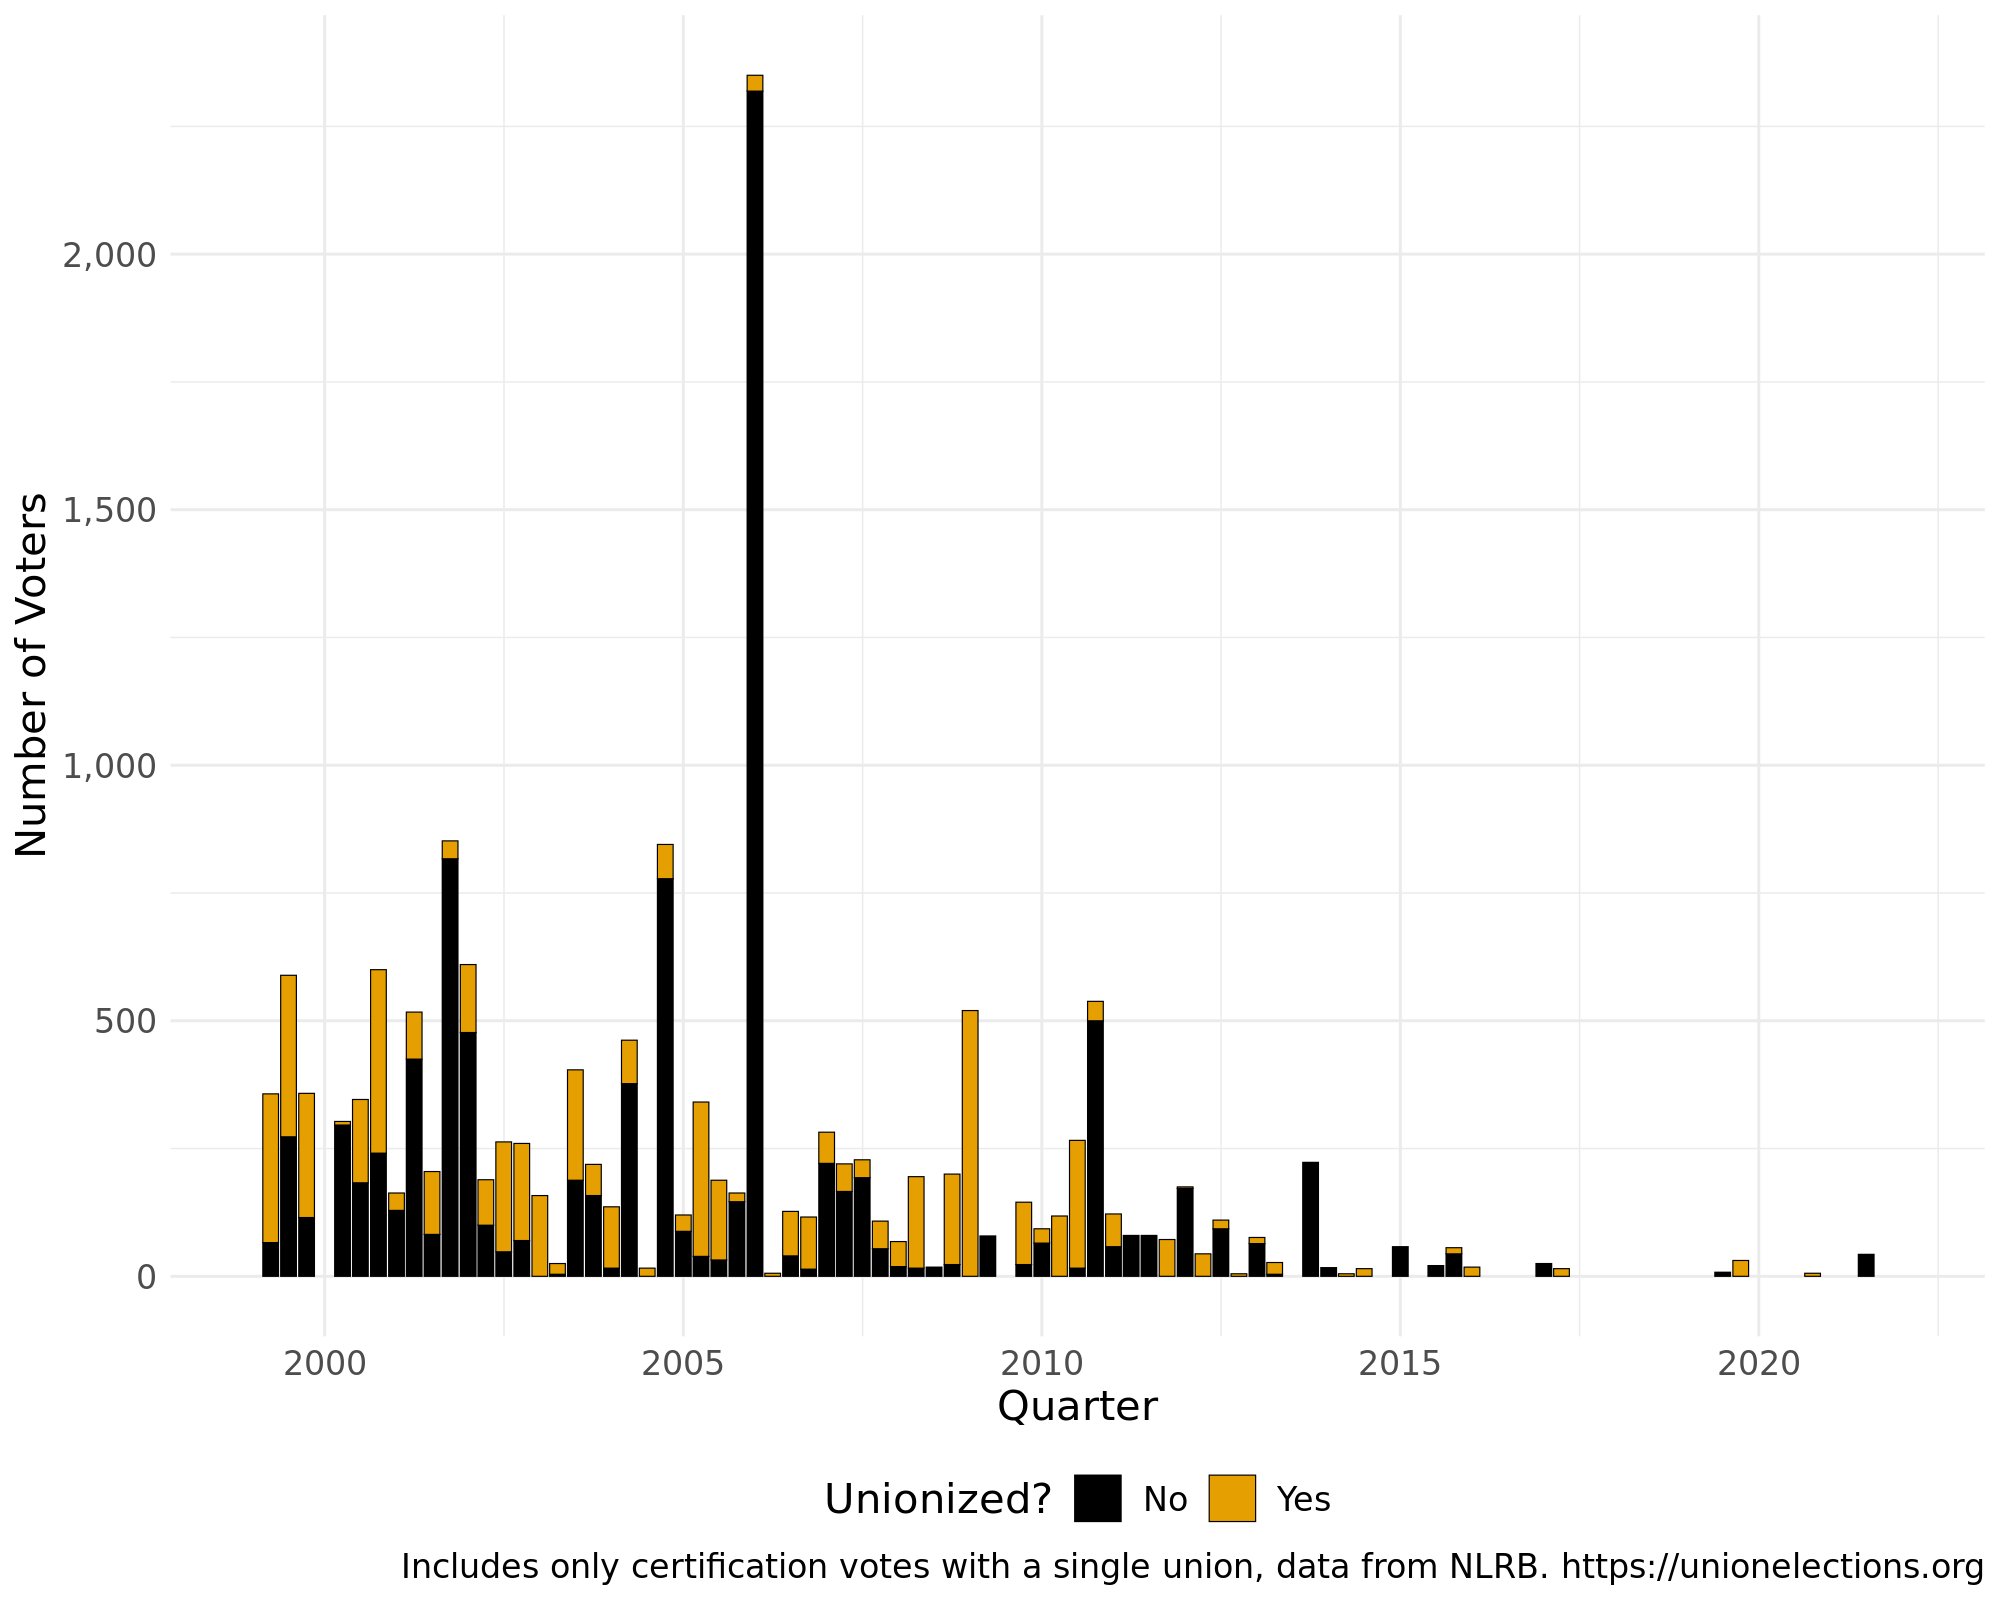 Number of Voters
2,000
1,500
1,000
500
0
2000 2005 2010 2015 2020
Quarter
Unionized? No Yes
Includes only certification votes with a single union, data from NLRB. https://unionelections.org